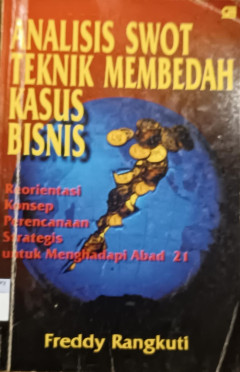 ANALISIS SWOT
TEKNIK MEMBEDAH
KASUS
BISNIS
Reorientasi
Konsep
Perencanaan
Strategis
untuk Menghadapi Abad 21
Freddy Rangkuti